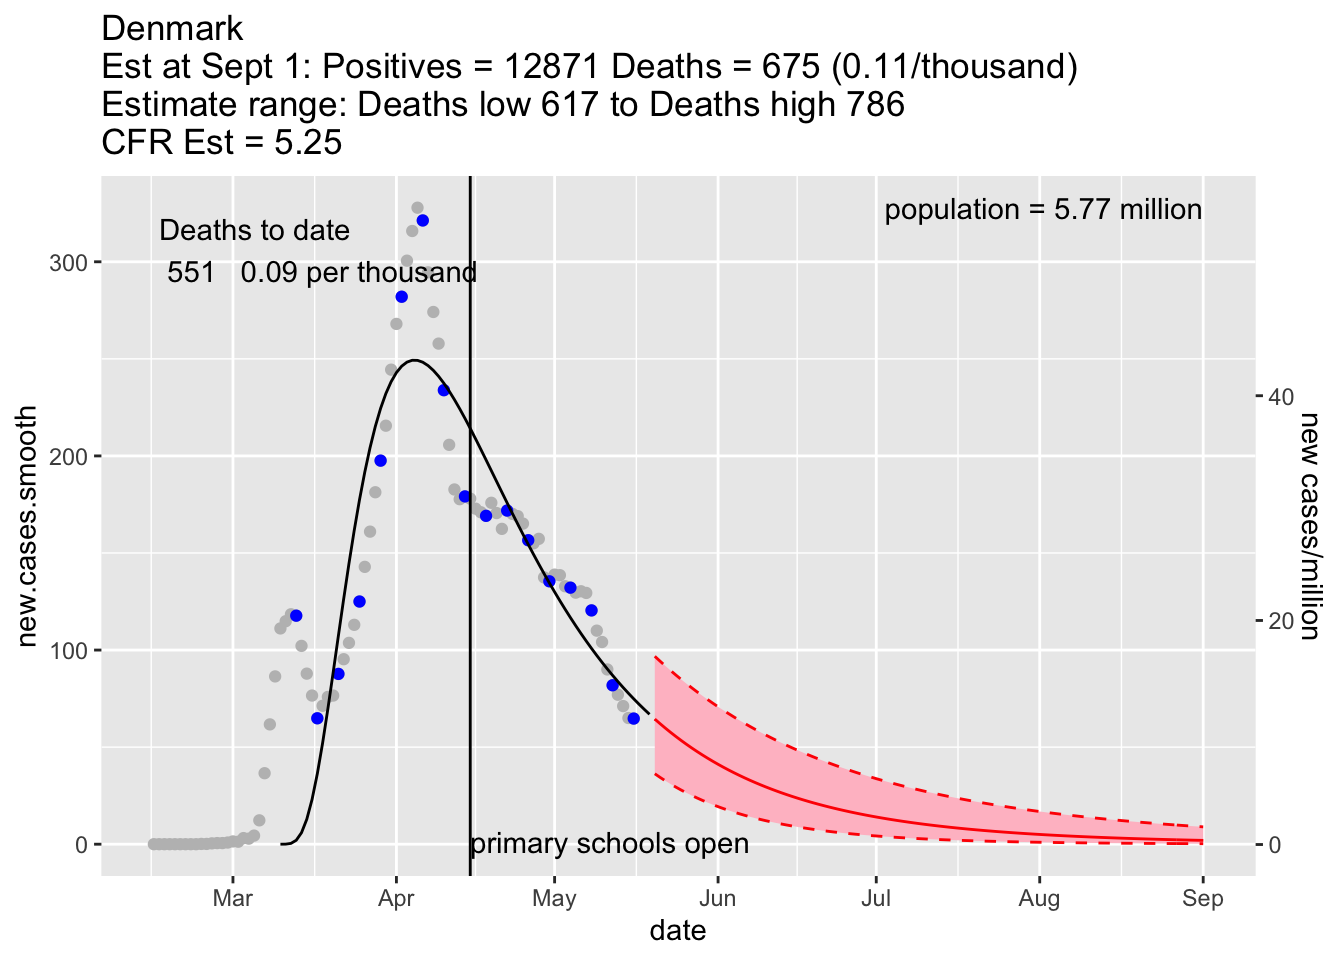 Denmark
Est at Sept 1: Positives = 12871 Deaths = 675 (0.11/thousand)
Estimate range: Deaths low 617 to Deaths high 786
CFR Est = 5.25
Deaths to date
551 0.09 per thousand
population = 5.77 million
300
200
100
0
new.cases.smooth
40
20
0
new cases/million
primary schools open
Mar Apr May Jun Jul Aug Sep
date